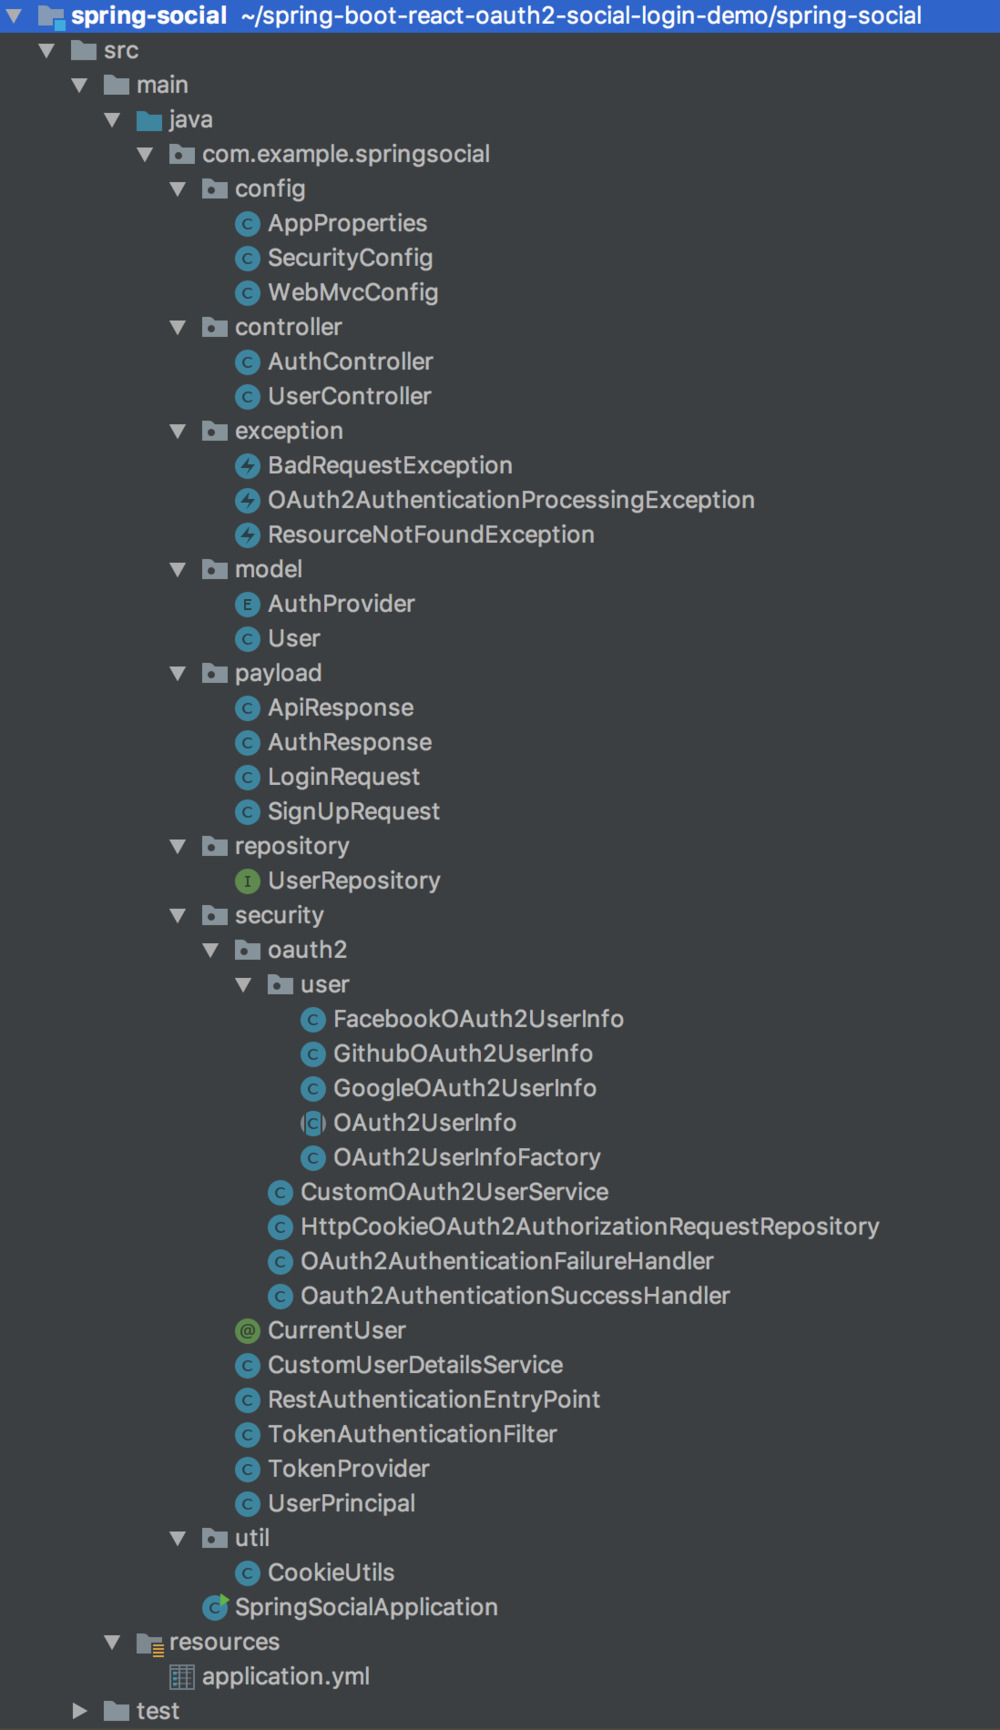 spring-social ~/spring-boot-react-oauth2-social-login-demo/spring-social
src
main
java
com.example.springsocial
config
C AppProperties
C SecurityConfig
C WebMvcConfig
controller
C AuthController
C UserController
exception
BadRequestException
OAuth2AuthenticationProcessingException
ResourceNotFoundException
model
E AuthProvider
C User
payload
C ApiResponse
C AuthResponse
C LoginRequest
C SignUpRequest
repository
I UserRepository
security
oauth2
user
C FacebookOAuth2UserInfo
C GithubOAuth2UserInfo
C GoogleOAuth2UserInfo
C OAuth2UserInfo
C OAuth2UserInfoFactory
C CustomOAuth2UserService
C HttpCookieOAuth2AuthorizationRequestRepository
C OAuth2AuthenticationFailureHandler
C Oauth2AuthenticationSuccessHandler
@ CurrentUser
C CustomUserDetailsService
C RestAuthenticationEntryPoint
C TokenAuthenticationFilter
C TokenProvider
C UserPrincipal
util
C CookieUtils
C SpringSocialApplication
resources
application.yml
test